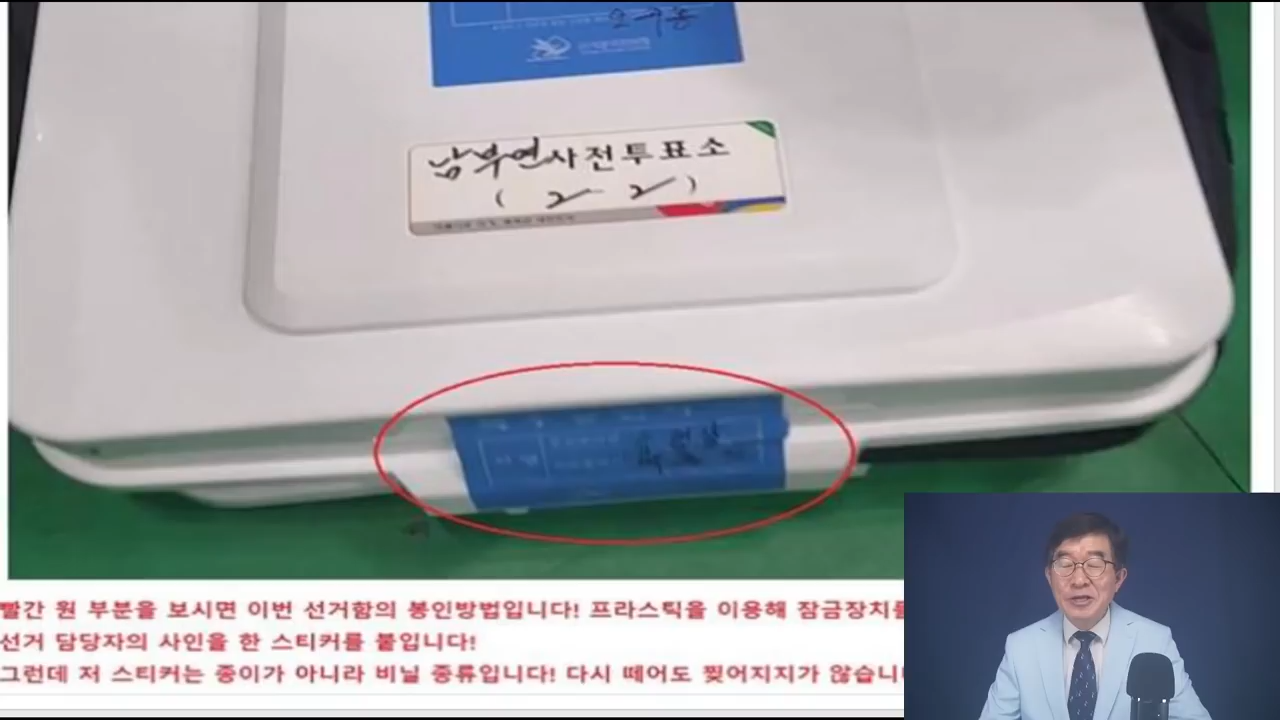 남부면사전투표소
( 2 - 2 )
빨간 원 부분을 보시면 이번 선거함의 봉인방법입니다! 프라스틱을 이용해 잠금장치를
선거 담당자의 사인을 한 스티커를 붙입니다!
그런데 저 스티커는 종이가 아니라 비닐 종류입니다! 다시 떼어도 찢어지지가 않습니